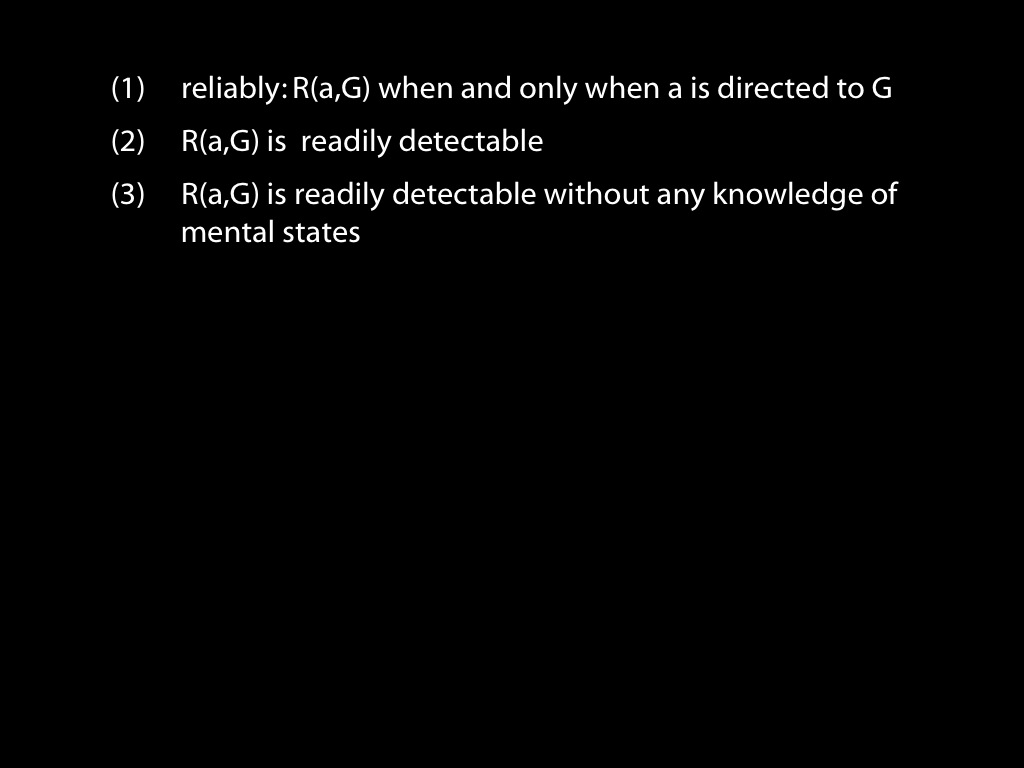 (1) reliably: R(a,G) when and only when a is directed to G
(2) R(a,G) is  readily detectable
(3) R(a,G) is readily detectable without any knowledge of
mental states